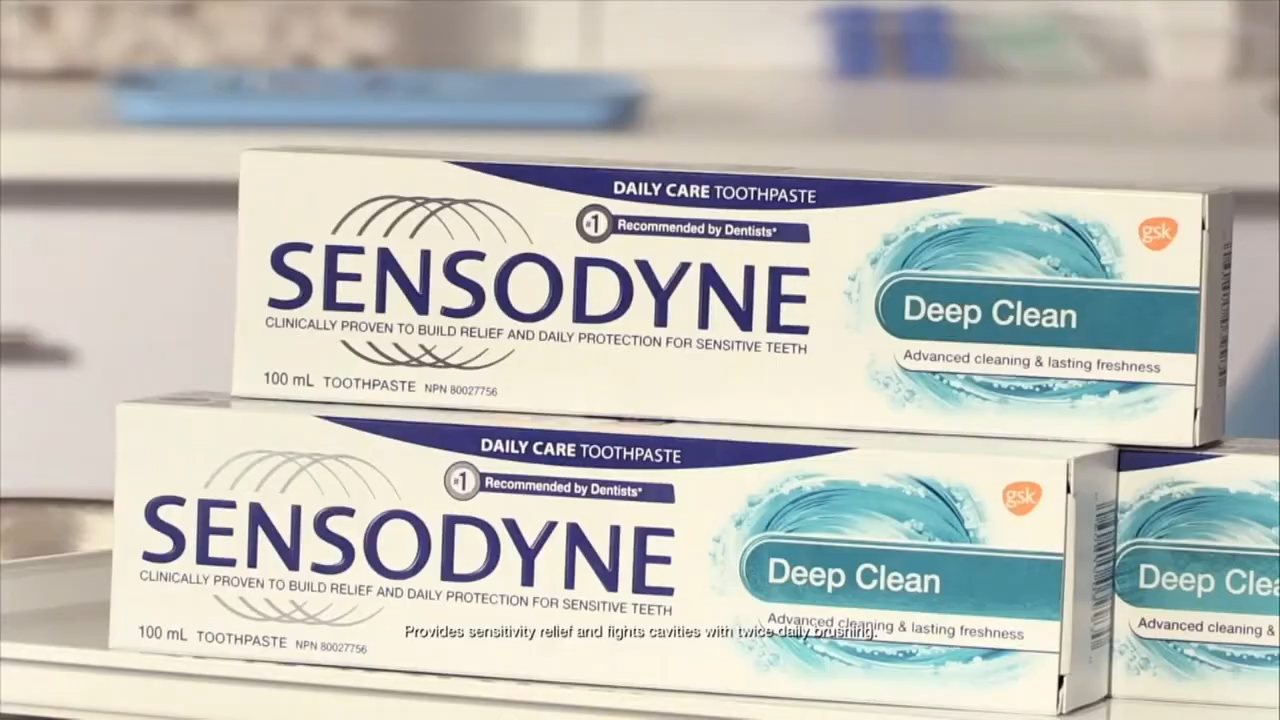 DAILY CARE TOOTHPASTE
#1 Recommended by Dentists*
gsk
SENSODYNE
Deep Clean
CLINICALLY PROVEN TO BUILD RELIEF AND DAILY PROTECTION FOR SENSITIVE TEETH
Advanced cleaning & lasting freshness
100 mL TOOTHPASTE NPN 80027756
DAILY CARE TOOTHPASTE
#1 Recommended by Dentists*
gsk
SENSODYNE
Deep Clean
CLINICALLY PROVEN TO BUILD RELIEF AND DAILY PROTECTION FOR SENSITIVE TEETH
Advanced cleaning & lasting freshness
100 mL TOOTHPASTE NPN 80027756
Deep Clea
Advanced cleaning &
Provides sensitivity relief and fights cavities with twice daily brushing.